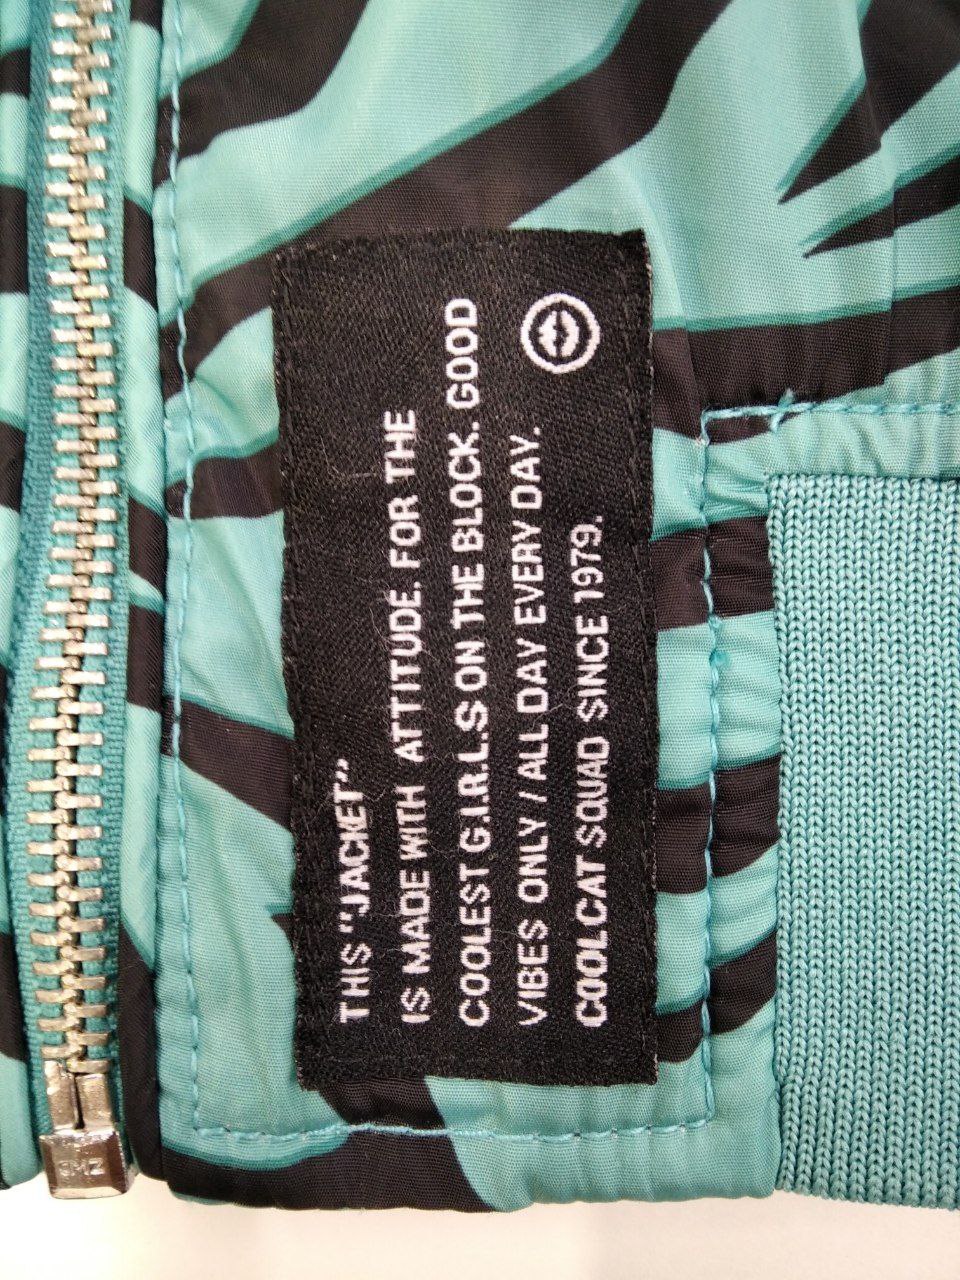 THIS "JACKET"
IS MADE WITH ATTITUDE. FOR THE
COOLEST G.I.R.L.S ON THE BLOCK. GOOD
VIBES ONLY / ALL DAY EVERY DAY.
COOLCAT SQUAD SINCE 1979.